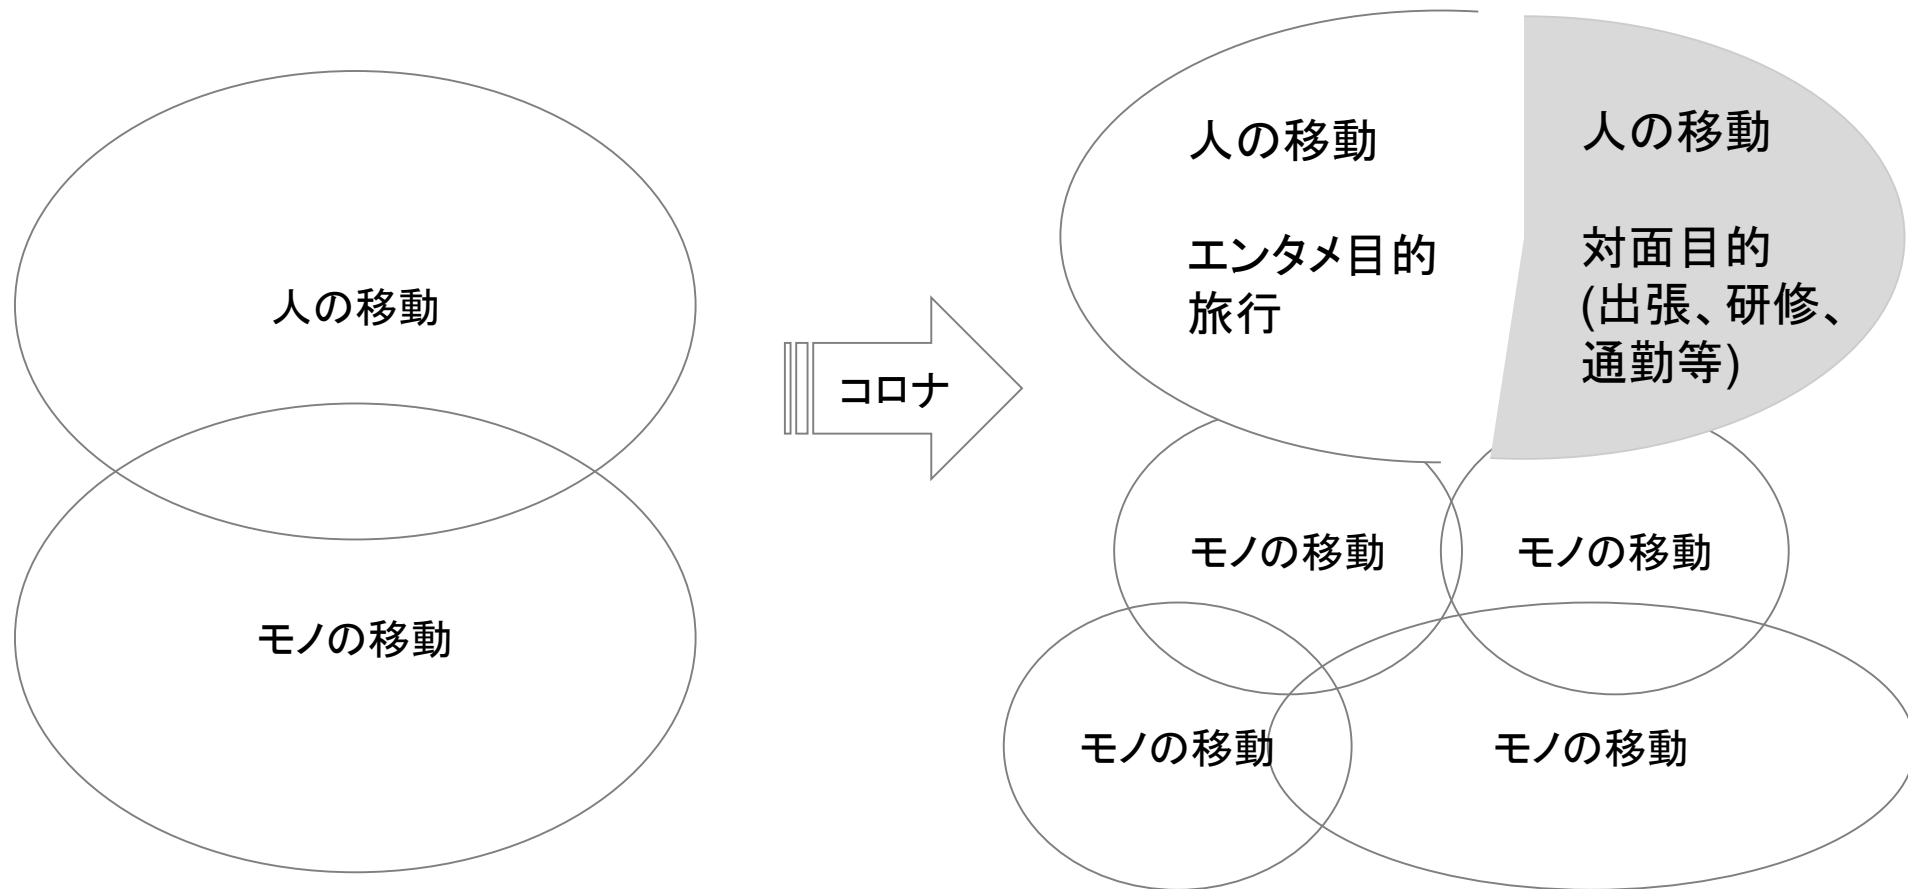 人の移動
モノの移動
コロナ
人の移動
エンタメ目的
旅行
人の移動
対面目的
(出張、研修、
通勤等)
モノの移動
モノの移動
モノの移動
モノの移動